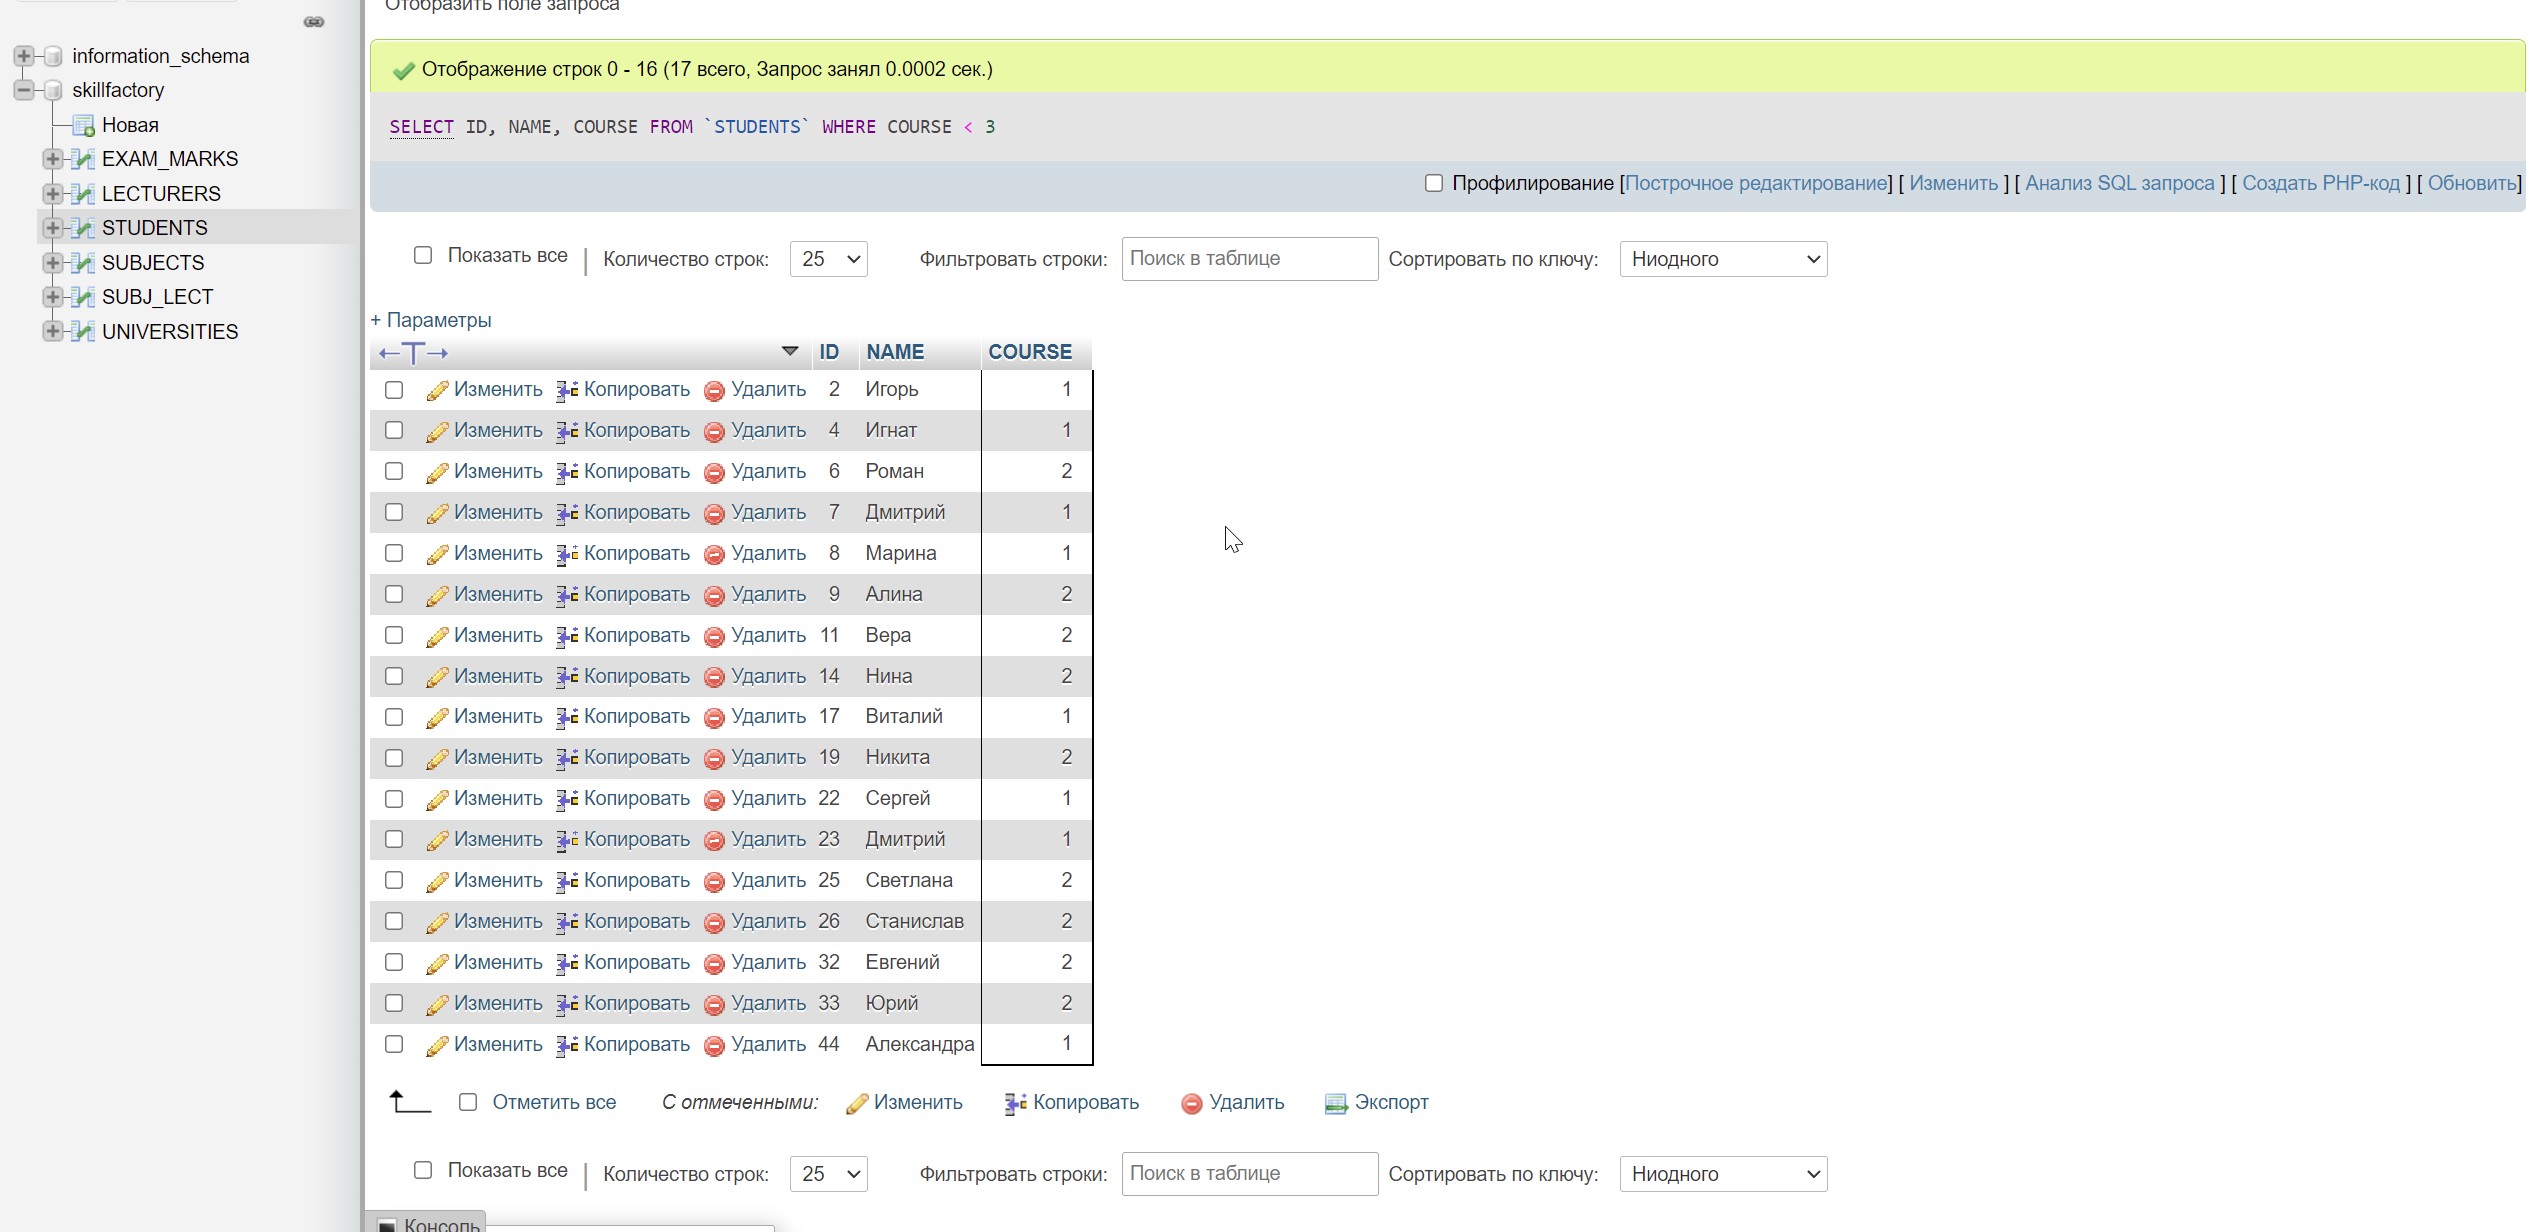 Отобразить поле запроса
information_schema
skillfactory
Новая
EXAM_MARKS
LECTURERS
STUDENTS
SUBJECTS
SUBJ_LECT
UNIVERSITIES
Отображение строк 0 - 16 (17 всего, Запрос занял 0.0002 сек.)
SELECT ID, NAME, COURSE FROM `STUDENTS` WHERE COURSE < 3
Профилирование [Построчное редактирование] [ Изменить ] [ Анализ SQL запроса ] [ Создать PHP-код ] [ Обновить]
Показать все | Количество строк: 25 Фильтровать строки: Поиск в таблице Сортировать по ключу: Ниодного
+ Параметры
←T→ ID NAME COURSE
Изменить Копировать Удалить 2 Игорь 1
Изменить Копировать Удалить 4 Игнат 1
Изменить Копировать Удалить 6 Роман 2
Изменить Копировать Удалить 7 Дмитрий 1
Изменить Копировать Удалить 8 Марина 1
Изменить Копировать Удалить 9 Алина 2
Изменить Копировать Удалить 11 Вера 2
Изменить Копировать Удалить 14 Нина 2
Изменить Копировать Удалить 17 Виталий 1
Изменить Копировать Удалить 19 Никита 2
Изменить Копировать Удалить 22 Сергей 1
Изменить Копировать Удалить 23 Дмитрий 1
Изменить Копировать Удалить 25 Светлана 2
Изменить Копировать Удалить 26 Станислав 2
Изменить Копировать Удалить 32 Евгений 2
Изменить Копировать Удалить 33 Юрий 2
Изменить Копировать Удалить 44 Александра 1
Отметить все С отмеченными: Изменить Копировать Удалить Экспорт
Показать все | Количество строк: 25 Фильтровать строки: Поиск в таблице Сортировать по ключу: Ниодного
Консоль